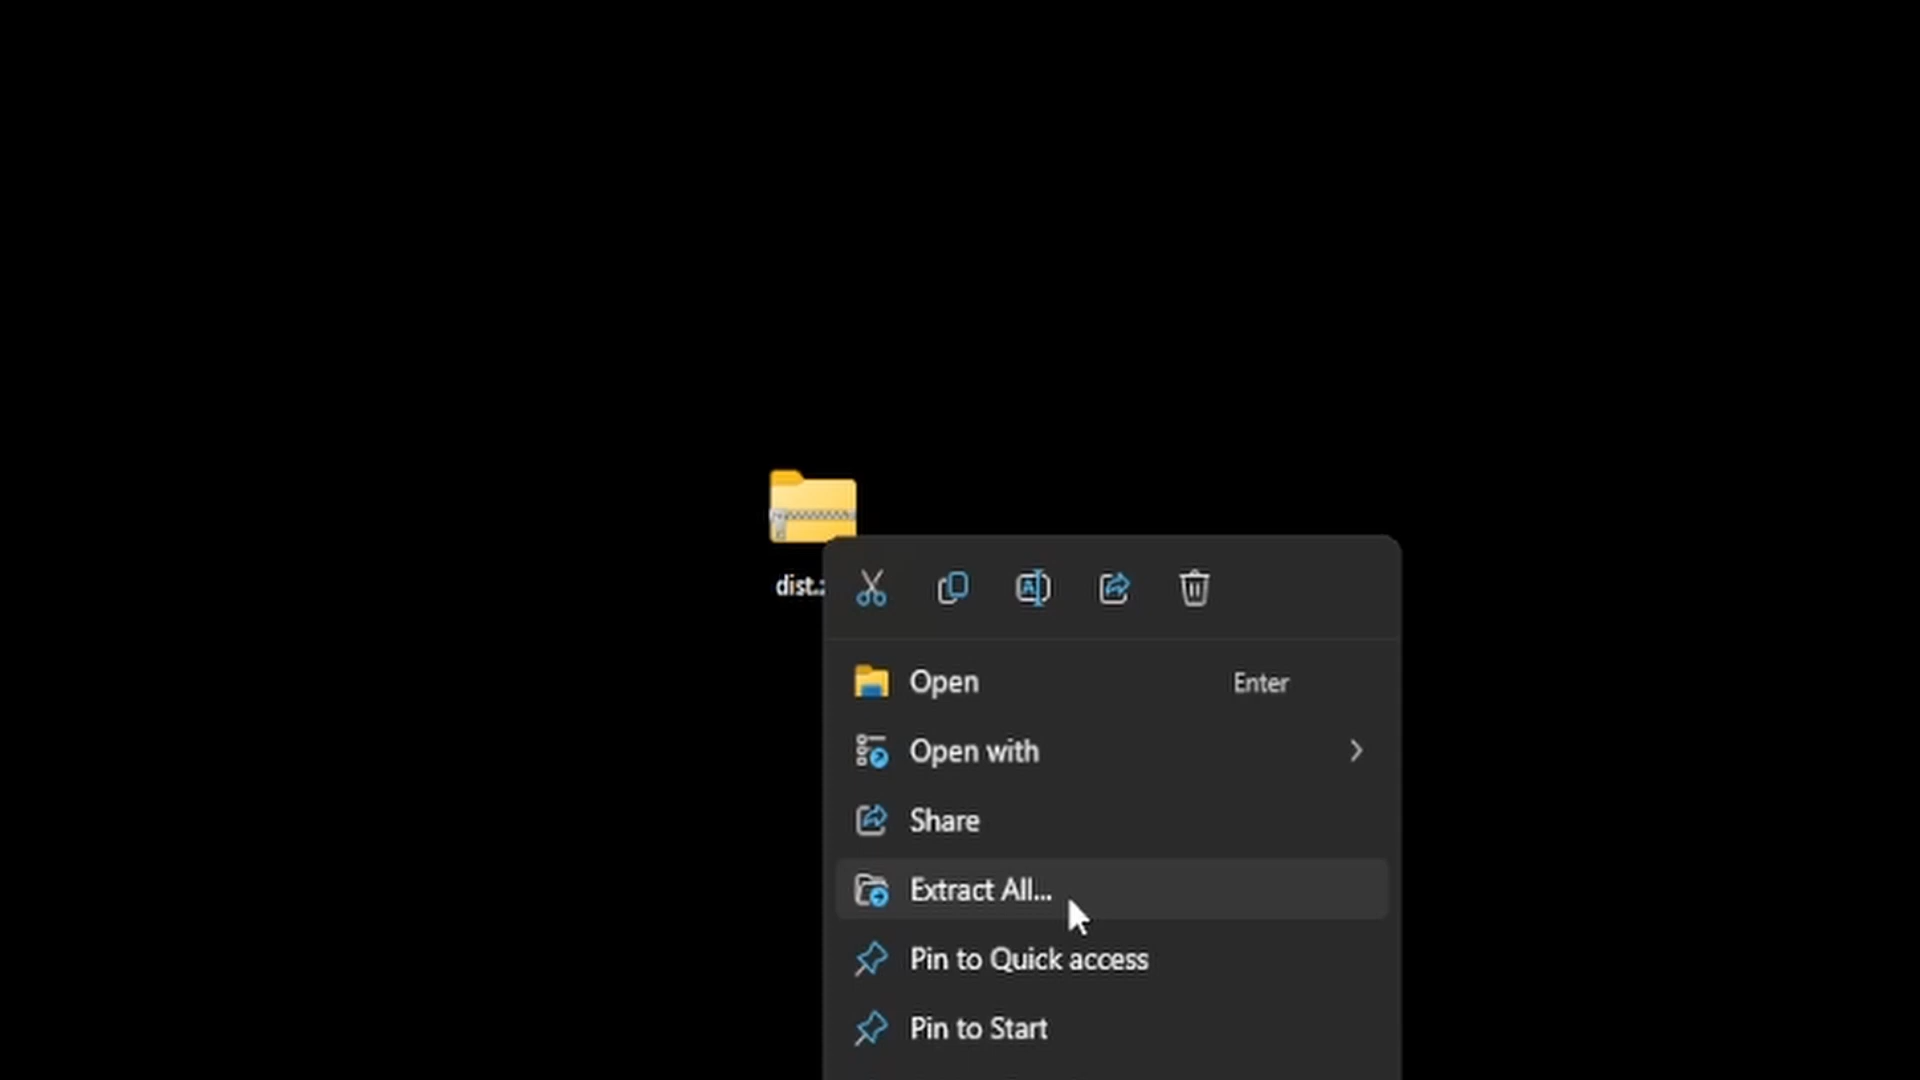 dist.
Open Enter
Open with
Share
Extract All...
Pin to Quick access
Pin to Start